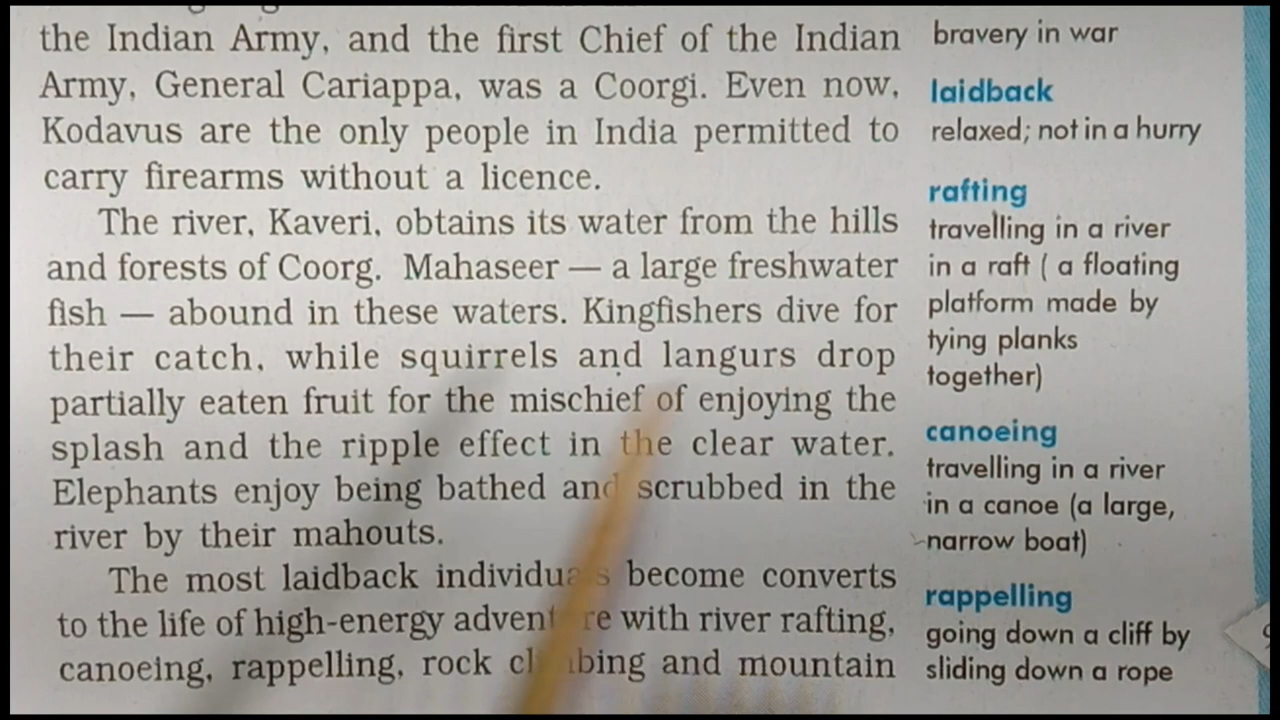 the Indian Army, and the first Chief of the Indian
Army, General Cariappa, was a Coorgi. Even now,
Kodavus are the only people in India permitted to
carry firearms without a licence.
The river, Kaveri, obtains its water from the hills
and forests of Coorg. Mahaseer — a large freshwater
fish — abound in these waters. Kingfishers dive for
their catch, while squirrels and langurs drop
partially eaten fruit for the mischief of enjoying the
splash and the ripple effect in the clear water.
Elephants enjoy being bathed and scrubbed in the
river by their mahouts.
The most laidback individuals become converts
to the life of high-energy adventure with river rafting,
canoeing, rappelling, rock climbing and mountain
bravery in war
laidback
relaxed; not in a hurry
rafting
travelling in a river
in a raft ( a floating
platform made by
tying planks
together)
canoeing
travelling in a river
in a canoe (a large,
narrow boat)
rappelling
going down a cliff by
sliding down a rope